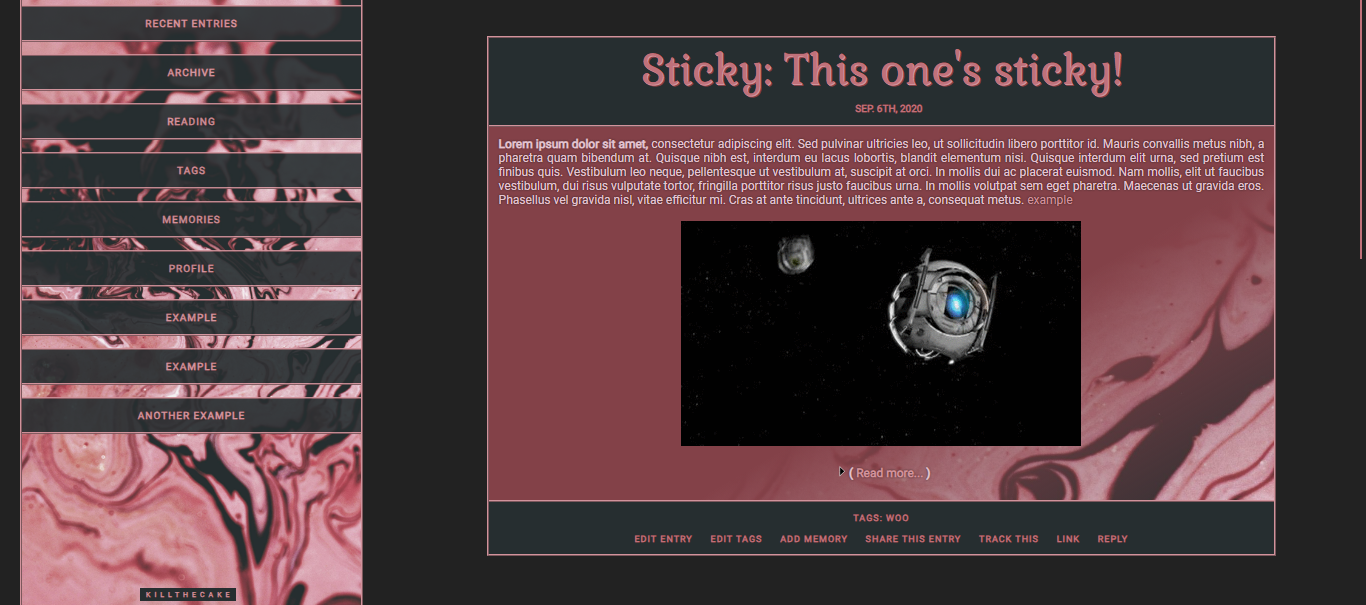 RECENT ENTRIES
ARCHIVE
READING
TAGS
MEMORIES
PROFILE
EXAMPLE
EXAMPLE
ANOTHER EXAMPLE
KILLTHECAKE
Sticky: This one's sticky!
SEP. 6TH, 2020
Lorem ipsum dolor sit amet, consectetur adipiscing elit. Sed pulvinar ultricies leo, ut sollicitudin libero porttitor id. Mauris convallis metus nibh, a
pharetra quam bibendum at. Quisque nibh est, interdum eu lacus lobortis, blandit elementum nisi. Quisque interdum elit urna, sed pretium est
finibus quis. Vestibulum leo neque, pellentesque ut vestibulum at, suscipit at orci. In mollis dui ac placerat euismod. Nam mollis, elit ut faucibus
vestibulum, dui risus vulputate tortor, fringilla porttitor risus justo faucibus urna. In mollis volutpat sem eget pharetra. Maecenas ut gravida eros.
Phasellus vel gravida nisl, vitae efficitur mi. Cras at ante tincidunt, ultrices ante a, consequat metus. example
( Read more... )
TAGS: WOO
EDIT ENTRY EDIT TAGS ADD MEMORY SHARE THIS ENTRY TRACK THIS LINK REPLY